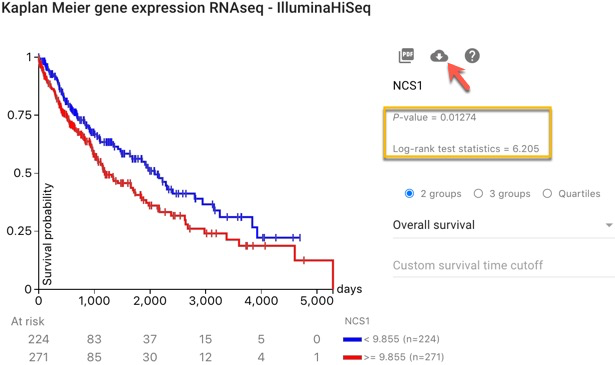 Kaplan Meier gene expression RNAseq - IlluminaHiSeq
PDF
?
NCS1
P-value = 0.01274
Log-rank test statistics = 6.205
2 groups 3 groups Quartiles
Overall survival
Custom survival time cutoff
Survival probability
1
0.75
0.5
0.25
0
0 1,000 2,000 3,000 4,000 5,000 days
At risk NCS1
224 83 37 15 5 0 < 9.855 (n=224)
271 85 30 12 4 1 >= 9.855 (n=271)